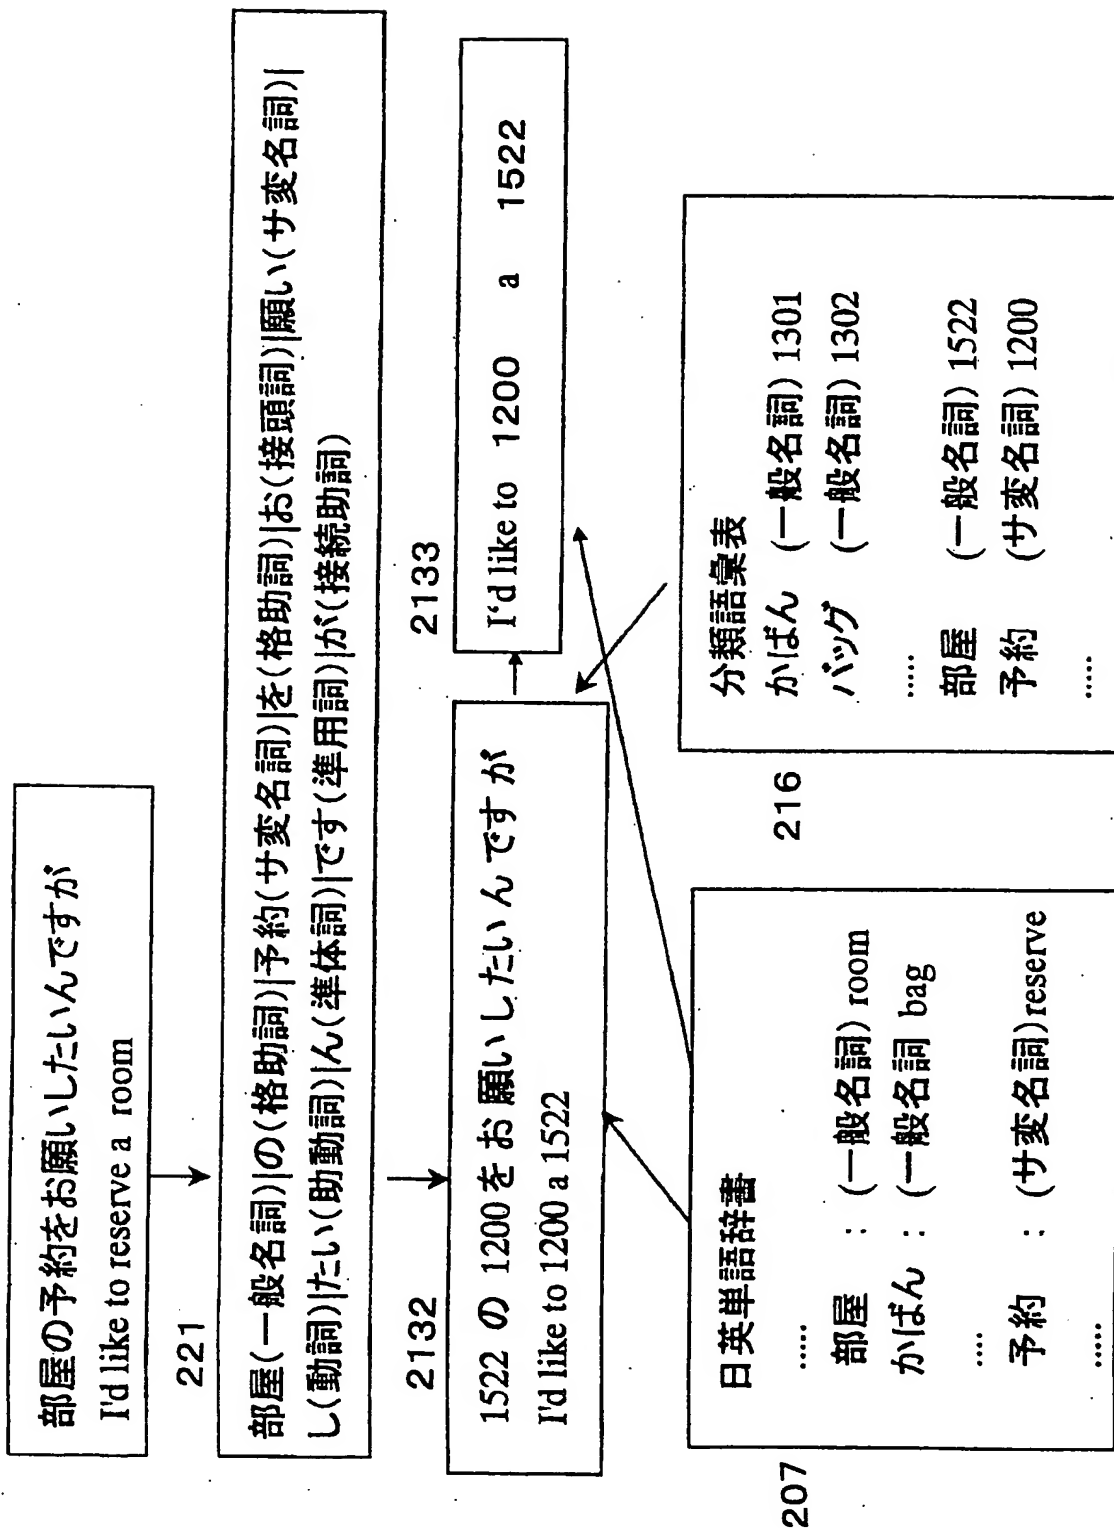 部屋の予約をお願いしたいんですが
I'd like to reserve a room
221
部屋(一般名詞)|の(格助詞)|予約(サ変名詞)|を(格助詞)|お(接頭詞)|願い(サ変名詞)|
し(動詞)|たい(助動詞)|ん(準体詞)|です(準用詞)|が(接続助詞)
2132
1522 の 1200をお願いしたいんですが
I'd like to 1200 a 1522
2133
I'd like to 1200 a 1522
207
日英単語辞書
.....
部屋 : (一般名詞) room
かばん : (一般名詞 bag
....
予約 : (サ変名詞)reserve
.....
216
分類語彙表
かばん (一般名詞) 1301
バッグ (一般名詞) 1302
.....
部屋 (一般名詞) 1522
予約 (サ変名詞) 1200
.....